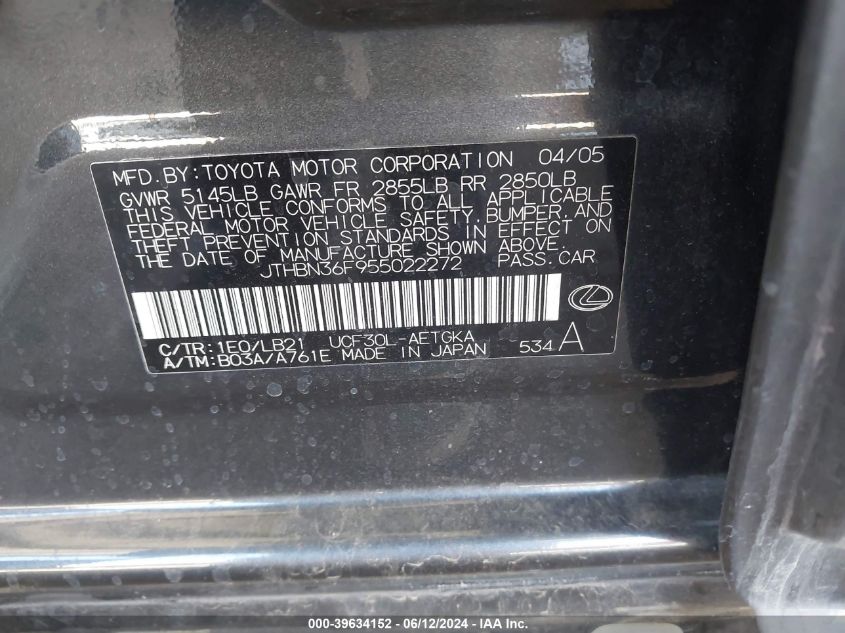 MFD. BY: TOYOTA MOTOR CORPORATION 04/05
GVWR 5145LB GAWR FR 2855LB RR 2850LB
THIS VEHICLE CONFORMS TO ALL APPLICABLE
FEDERAL MOTOR VEHICLE SAFETY, BUMPER, AND
THEFT PREVENTION STANDARDS IN EFFECT ON
THE DATE OF MANUFACTURE SHOWN ABOVE.
JTHBN36F955022272 PASS. CAR
C/TR: 1E0/LB21 UCF30L-AETGKA
A/TM: B03A/A761E MADE IN JAPAN 534 A
000-39634152 - 06/12/2024 - IAA, Inc.